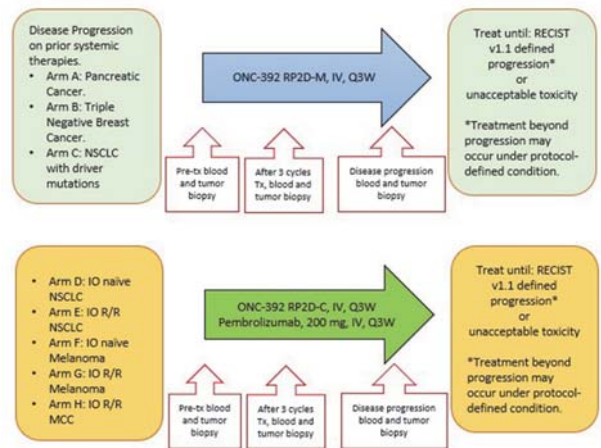 Disease Progression
on prior systemic
therapies.
• Arm A: Pancreatic
Cancer.
• Arm B: Triple
Negative Breast
Cancer.
• Arm C: NSCLC
with driver
mutations
ONC-392 RP2D-M, IV, Q3W
Pre-tx blood
and tumor
biopsy
After 3 cycles
Tx, blood and
tumor biopsy
Disease progression
blood and tumor
biopsy
Treat until: RECIST
v1.1 defined
progression*
or
unacceptable toxicity
*Treatment beyond
progression may
occur under protocol-
defined condition.
• Arm D: IO naïve
NSCLC
• Arm E: IO R/R
NSCLC
• Arm F: IO naïve
Melanoma
• Arm G: IO R/R
Melanoma
• Arm H: IO R/R
MCC
ONC-392 RP2D-C, IV, Q3W
Pembrolizumab, 200 mg, IV, Q3W
Pre-tx blood
and tumor
biopsy
After 3 cycles
Tx, blood and
tumor biopsy
Disease progression
blood and tumor
biopsy
Treat until: RECIST
v1.1 defined
progression*
or
unacceptable toxicity
*Treatment beyond
progression may
occur under protocol-
defined condition.